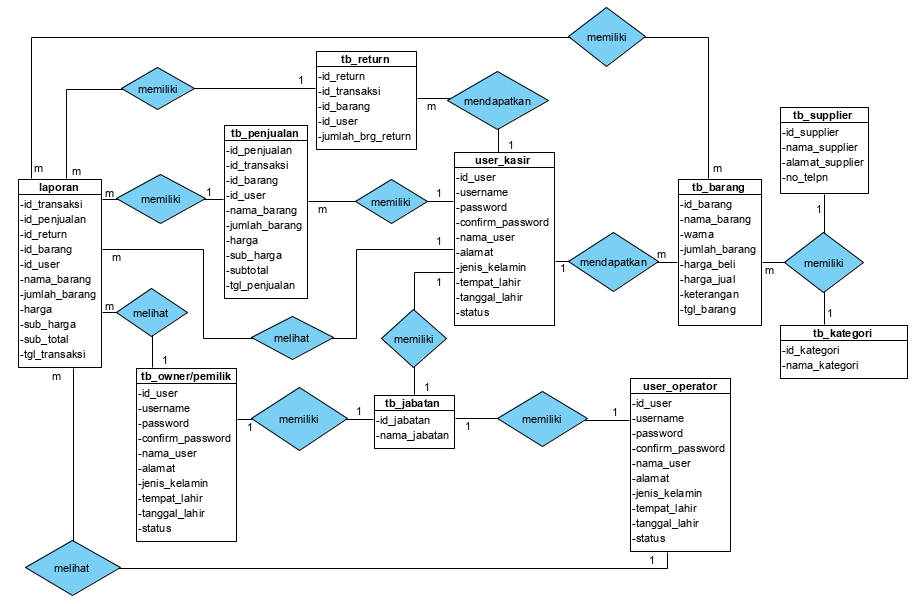 memiliki
m
m
tb_return
-id_return
-id_transaksi
-id_barang
-id_user
-jumlah_brg_return
memiliki
1
m
m
mendapatkan
1
tb_supplier
-id_supplier
-nama_supplier
-alamat_supplier
-no_telpn
1
tb_penjualan
-id_penjualan
-id_transaksi
-id_barang
-id_user
-nama_barang
-jumlah_barang
-harga
-sub_harga
-subtotal
-tgl_penjualan
m
memiliki
1
m
memiliki
1
user_kasir
-id_user
-username
-password
-confirm_password
-nama_user
-alamat
-jenis_kelamin
-tempat_lahir
-tanggal_lahir
-status
laporan
-id_transaksi
-id_penjualan
-id_return
-id_barang
-id_user
-nama_barang
-jumlah_barang
-harga
-sub_harga
-sub_total
-tgl_transaksi
tb_barang
-id_barang
-nama_barang
-warna
-jumlah_barang
-harga_beli
-harga_jual
-keterangan
-tgl_barang
1
mendapatkan
m
m
memiliki
1
tb_kategori
-id_kategori
-nama_kategori
m
melihat
1
m
melihat
1
1
memiliki
1
tb_owner/pemilik
-id_user
-username
-password
-confirm_password
-nama_user
-alamat
-jenis_kelamin
-tempat_lahir
-tanggal_lahir
-status
1
memiliki
1
tb_jabatan
-id_jabatan
-nama_jabatan
1
memiliki
1
user_operator
-id_user
-username
-password
-confirm_password
-nama_user
-alamat
-jenis_kelamin
-tempat_lahir
-tanggal_lahir
-status
m
melihat
1